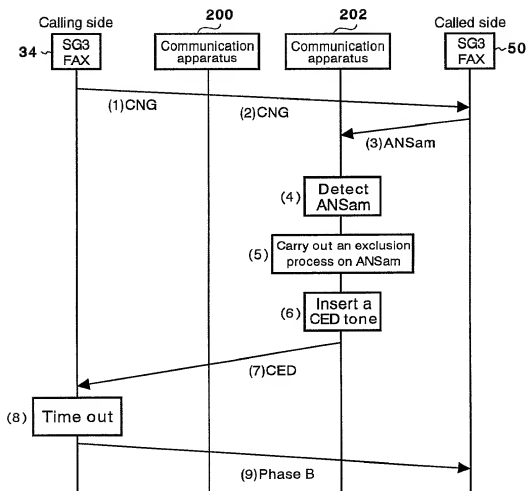 Calling side
200
202
Called side
34
SG3
FAX
Communication
apparatus
Communication
apparatus
SG3
FAX
50
(1)CNG
(2)CNG
(3)ANSam
(4)
Detect
ANSam
(5)
Carry out an exclusion
process on ANSam
(6)
Insert a
CED tone
(7)CED
(8)
Time out
(9)Phase B